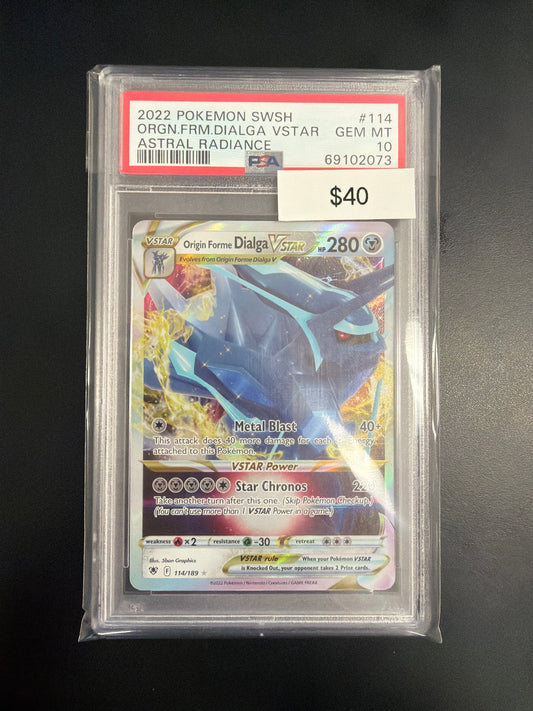 2022 POKEMON SWSH #114
ORGN.FRM.DIALGA VSTAR GEM MT
ASTRAL RADIANCE 10
PSA 69102073
$40
VSTAR Origin Forme Dialga VSTAR HP 280
Evolves from Origin Forme Dialga V
Metal Blast 40+
This attack does 40 more damage for each Energy
attached to this Pokémon.
VSTAR Power
Star Chronos 220
Take another turn after this one. (Skip Pokémon Checkup.)
(You can't use more than 1 VSTAR Power in a game.)
weakness ×2 resistance -30 retreat
Illus. 5ban Graphics VSTAR rule When your Pokémon VSTAR
F 114/189 is Knocked Out, your opponent takes 2 Prize cards.
©2022 Pokémon / Nintendo / Creatures / GAME FREAK